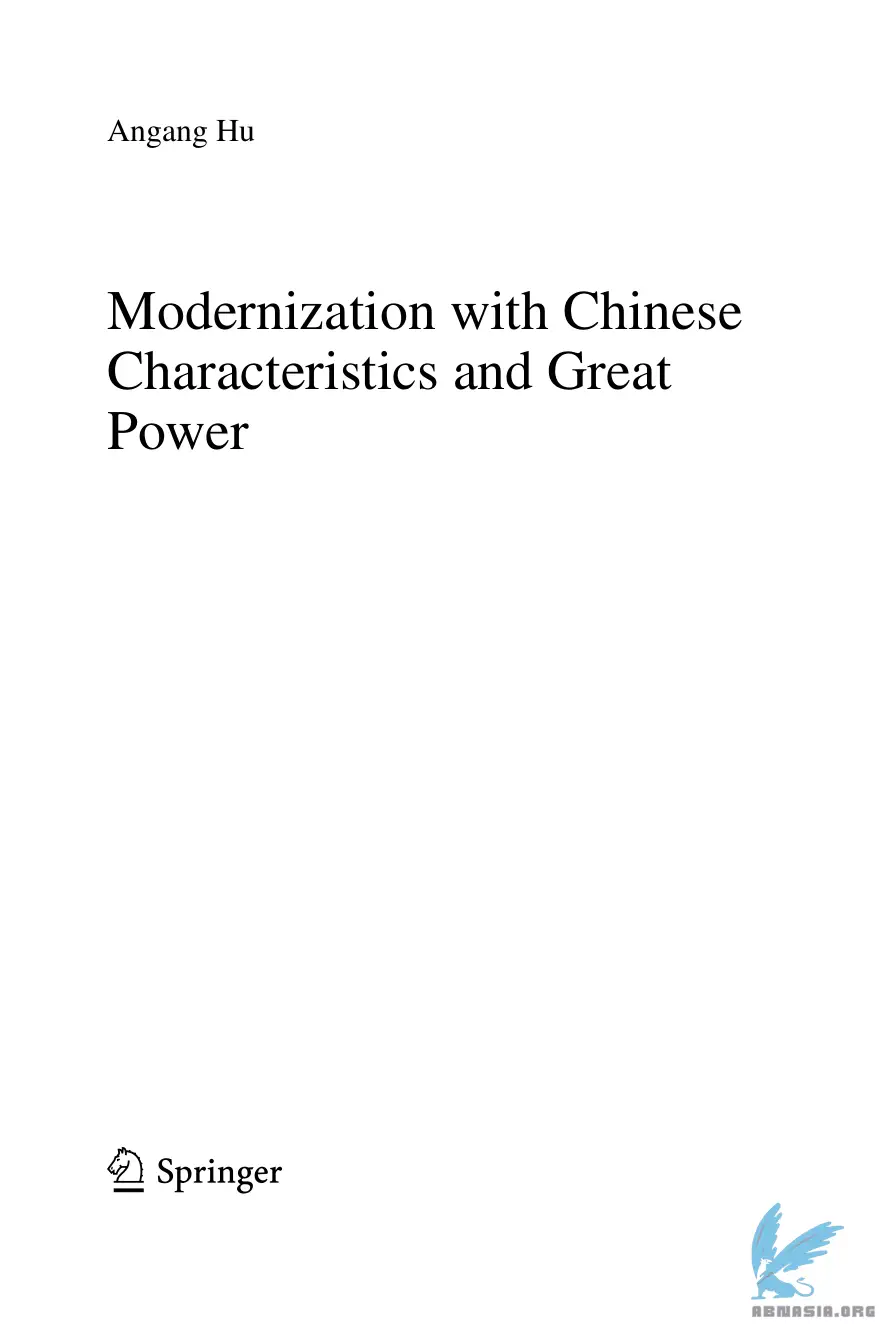 Angang Hu
Modernization with Chinese
Characteristics and Great
Power
Springer
ABNASIA.ORG